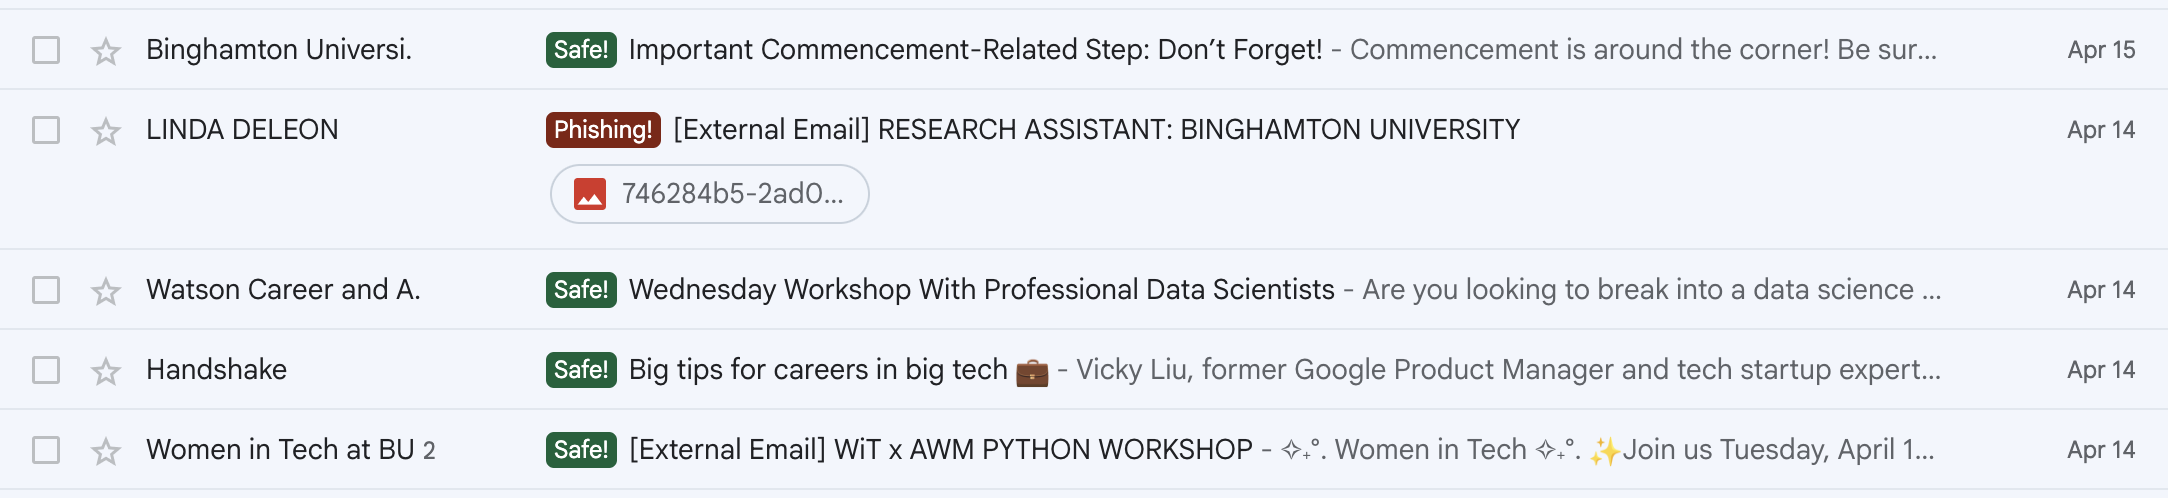 Binghamton Universi. Safe! Important Commencement-Related Step: Don’t Forget! - Commencement is around the corner! Be sur... Apr 15
LINDA DELEON Phishing! [External Email] RESEARCH ASSISTANT: BINGHAMTON UNIVERSITY Apr 14
746284b5-2ad0...
Watson Career and A. Safe! Wednesday Workshop With Professional Data Scientists - Are you looking to break into a data science ... Apr 14
Handshake Safe! Big tips for careers in big tech 💼 - Vicky Liu, former Google Product Manager and tech startup expert... Apr 14
Women in Tech at BU 2 Safe! [External Email] WiT x AWM PYTHON WORKSHOP - ✧˖°. Women in Tech ✧˖°. ✨Join us Tuesday, April 1... Apr 14